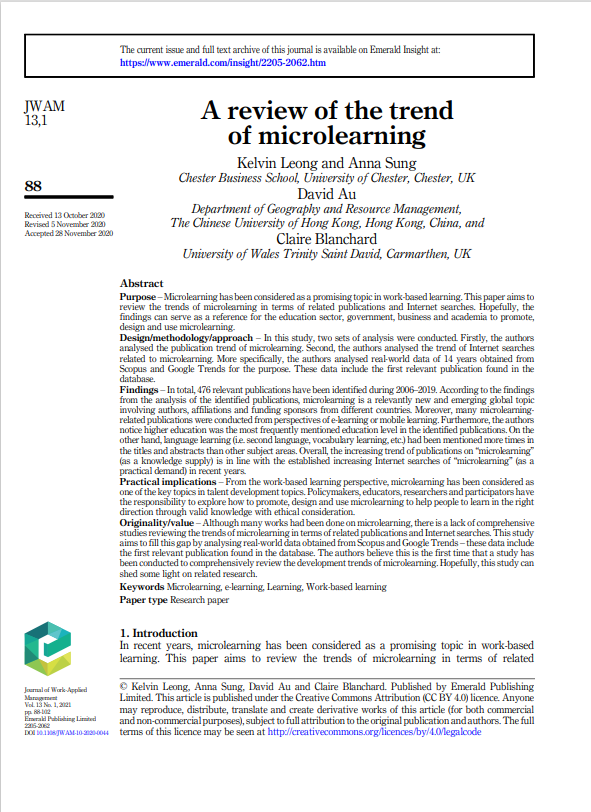 The current issue and full text archive of this journal is available on Emerald Insight at:
https://www.emerald.com/insight/2205-2062.htm
JWAM
13,1
88
Received 13 October 2020
Revised 5 November 2020
Accepted 28 November 2020
A review of the trend
of microlearning
Kelvin Leong and Anna Sung
Chester Business School, University of Chester, Chester, UK
David Au
Department of Geography and Resource Management,
The Chinese University of Hong Kong, Hong Kong, China, and
Claire Blanchard
University of Wales Trinity Saint David, Carmarthen, UK
Abstract
Purpose – Microlearning has been considered as a promising topic in work-based learning. This paper aims to
review the trends of microlearning in terms of related publications and Internet searches. Hopefully, the
findings can serve as a reference for the education sector, government, business and academia to promote,
design and use microlearning.
Design/methodology/approach – In this study, two sets of analysis were conducted. Firstly, the authors
analysed the publication trend of microlearning. Second, the authors analysed the trend of Internet searches
related to microlearning. More specifically, the authors analysed real-world data of 14 years obtained from
Scopus and Google Trends for the purpose. These data include the first relevant publication found in the
database.
Findings – In total, 476 relevant publications have been identified during 2006–2019. According to the findings
from the analysis of the identified publications, microlearning is a relevantly new and emerging global topic
involving authors, affiliations and funding sponsors from different countries. Moreover, many microlearning-
related publications were conducted from perspectives of e-learning or mobile learning. Furthermore, the authors
notice higher education was the most frequently mentioned education level in the identified publications. On the
other hand, language learning (i.e. second language, vocabulary learning, etc.) had been mentioned more times in
the titles and abstracts than other subject areas. Overall, the increasing trend of publications on “microlearning”
(as a knowledge supply) is in line with the established increasing Internet searches of “microlearning” (as a
practical demand) in recent years.
Practical implications – From the work-based learning perspective, microlearning has been considered as
one of the key topics in talent development topics. Policymakers, educators, researchers and participators have
the responsibility to explore how to promote, design and use microlearning to help people to learn in the right
direction through valid knowledge with ethical consideration.
Originality/value – Although many works had been done on microlearning, there is a lack of comprehensive
studies reviewing the trends of microlearning in terms of related publications and Internet searches. This study
aims to fill this gap by analysing real-world data obtained from Scopus and Google Trends – these data include
the first relevant publication found in the database. The authors believe this is the first time that a study has
been conducted to comprehensively review the development trends of microlearning. Hopefully, this study can
shed some light on related research.
Keywords Microlearning, e-learning, Learning, Work-based learning
Paper type Research paper
1. Introduction
In recent years, microlearning has been considered as a promising topic in work-based
learning. This paper aims to review the trends of microlearning in terms of related
Journal of Work-Applied
Management
Vol. 13 No. 1, 2021
pp. 88-102
Emerald Publishing Limited
2205-2062
DOI 10.1108/JWAM-10-2020-0044
© Kelvin Leong, Anna Sung, David Au and Claire Blanchard. Published by Emerald Publishing
Limited. This article is published under the Creative Commons Attribution (CC BY 4.0) licence. Anyone
may reproduce, distribute, translate and create derivative works of this article (for both commercial
and non-commercial purposes), subject to full attribution to the original publication and authors. The full
terms of this licence may be seen at http://creativecommons.org/licences/by/4.0/legalcode